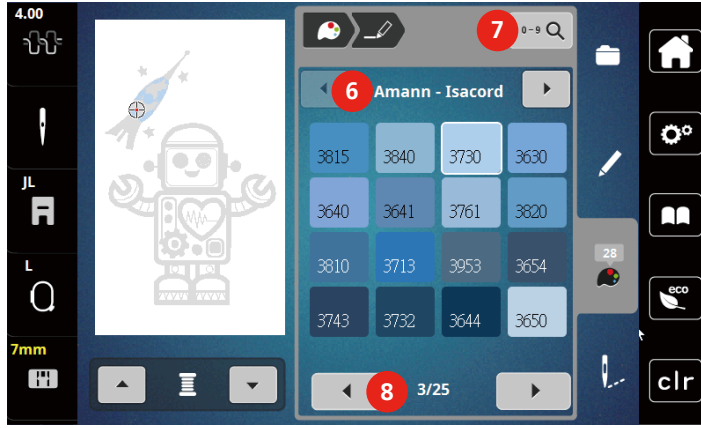 4.00
7
0-9
6
Amann - Isacord
3815 3840 3730 3630
JL
3640 3641 3761 3820
28
3810 3713 3953 3654
L
eco
3743 3732 3644 3650
7mm
8
3/25
clr